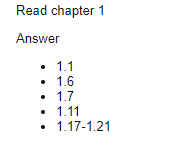 Read chapter 1
Answer
• 1.1
• 1.6
• 1.7
• 1.11
• 1.17-1.21